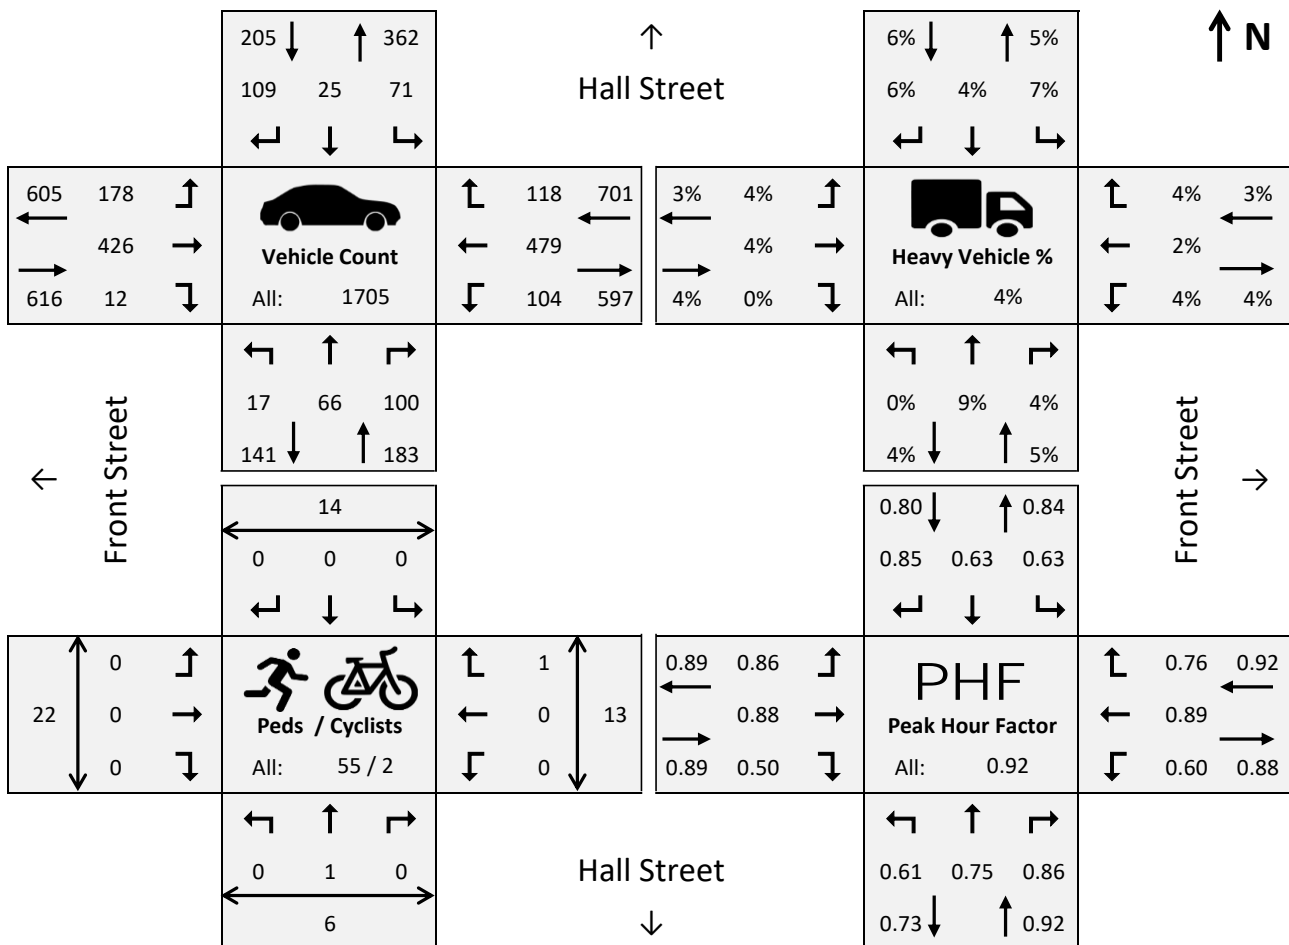 205 362 6% 5% N
Hall Street
109 25 71 6% 4% 7%
605 178 118 701 3% 4% 4% 3%
426 479 4% 2%
Vehicle Count Heavy Vehicle %
616 12 All: 1705 104 597 4% 0% All: 4% 4% 4%
17 66 100 0% 9% 4%
141 183 4% 5%
Front Street
Front Street
14 0.80 0.84
0 0 0 0.85 0.63 0.63
0 1 0.89 0.86 PHF 0.76 0.92
22 0 0 13 0.88 0.89
Peds / Cyclists Peak Hour Factor
0 All: 55 / 2 0 0.89 0.50 All: 0.92 0.60 0.88
0 1 0 Hall Street 0.61 0.75 0.86
6 0.73 0.92